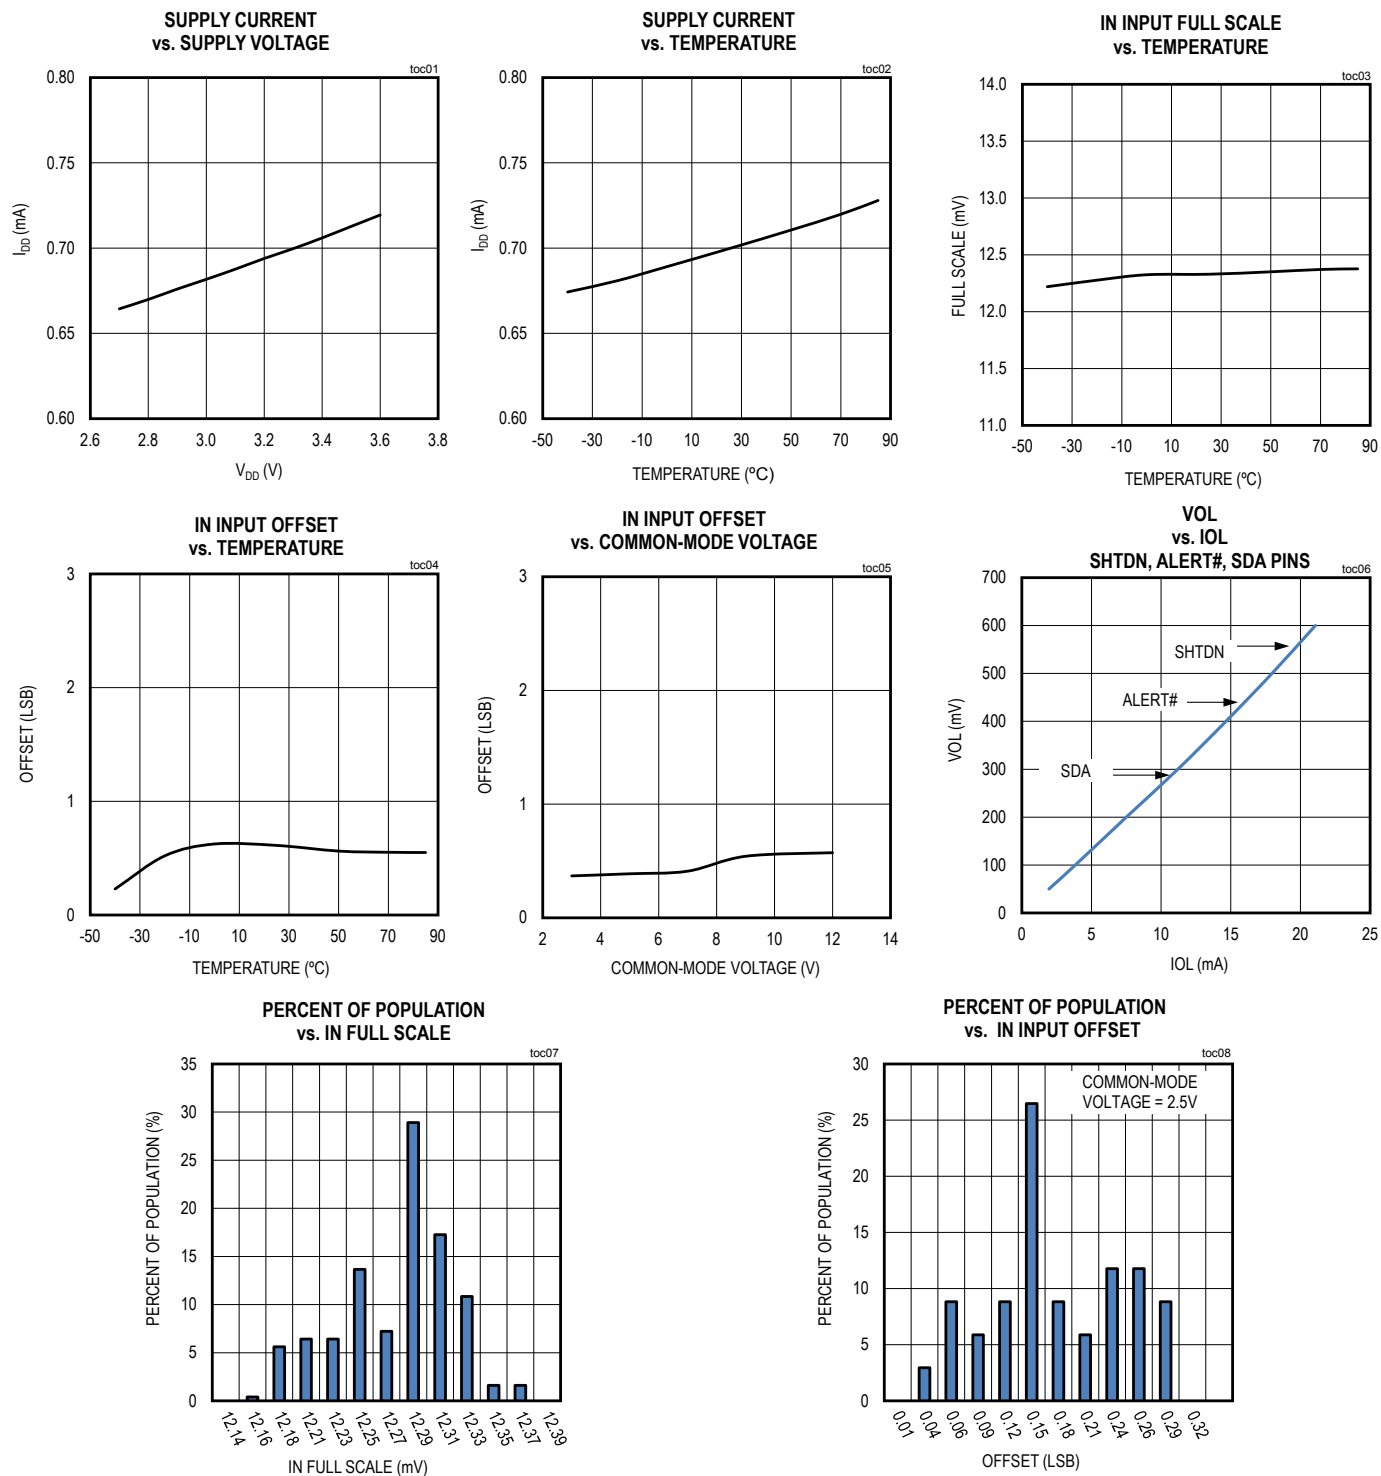 SUPPLY CURRENT
vs. SUPPLY VOLTAGE
toc01
0.80
0.75
0.70
0.65
0.60
I_DD (mA)
2.6 2.8 3.0 3.2 3.4 3.6 3.8
V_DD (V)
SUPPLY CURRENT
vs. TEMPERATURE
toc02
0.80
0.75
0.70
0.65
0.60
I_DD (mA)
-50 -30 -10 10 30 50 70 90
TEMPERATURE (ºC)
IN INPUT FULL SCALE
vs. TEMPERATURE
toc03
14.0
13.5
13.0
12.5
12.0
11.5
11.0
FULL SCALE (mV)
-50 -30 -10 10 30 50 70 90
TEMPERATURE (ºC)
IN INPUT OFFSET
vs. TEMPERATURE
toc04
3
2
1
0
OFFSET (LSB)
-50 -30 -10 10 30 50 70 90
TEMPERATURE (ºC)
IN INPUT OFFSET
vs. COMMON-MODE VOLTAGE
toc05
3
2
1
0
OFFSET (LSB)
2 4 6 8 10 12 14
COMMON-MODE VOLTAGE (V)
VOL
vs. IOL
SHTDN, ALERT#, SDA PINS
toc06
700
600
500
400
300
200
100
0
VOL (mV)
SHTDN
ALERT#
SDA
0 5 10 15 20 25
IOL (mA)
PERCENT OF POPULATION
vs. IN FULL SCALE
toc07
35
30
25
20
15
10
5
0
PERCENT OF POPULATION (%)
12.14 12.16 12.18 12.21 12.23 12.25 12.27 12.29 12.31 12.33 12.35 12.37 12.39
IN FULL SCALE (mV)
PERCENT OF POPULATION
vs. IN INPUT OFFSET
toc08
COMMON-MODE
VOLTAGE = 2.5V
30
25
20
15
10
5
0
PERCENT OF POPULATION (%)
0.01 0.04 0.06 0.09 0.12 0.15 0.18 0.21 0.24 0.26 0.29 0.32
OFFSET (LSB)